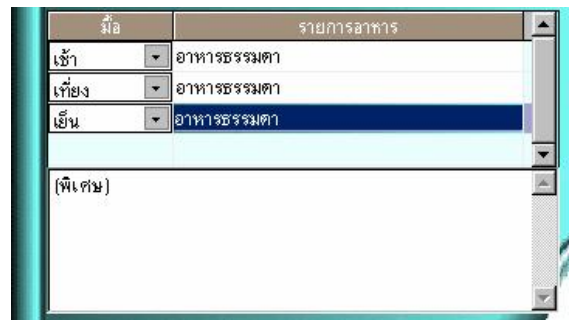 มื้อ รายการอาหาร
เช้า อาหารธรรมดา
เที่ยง อาหารธรรมดา
เย็น อาหารธรรมดา
(พิเศษ)